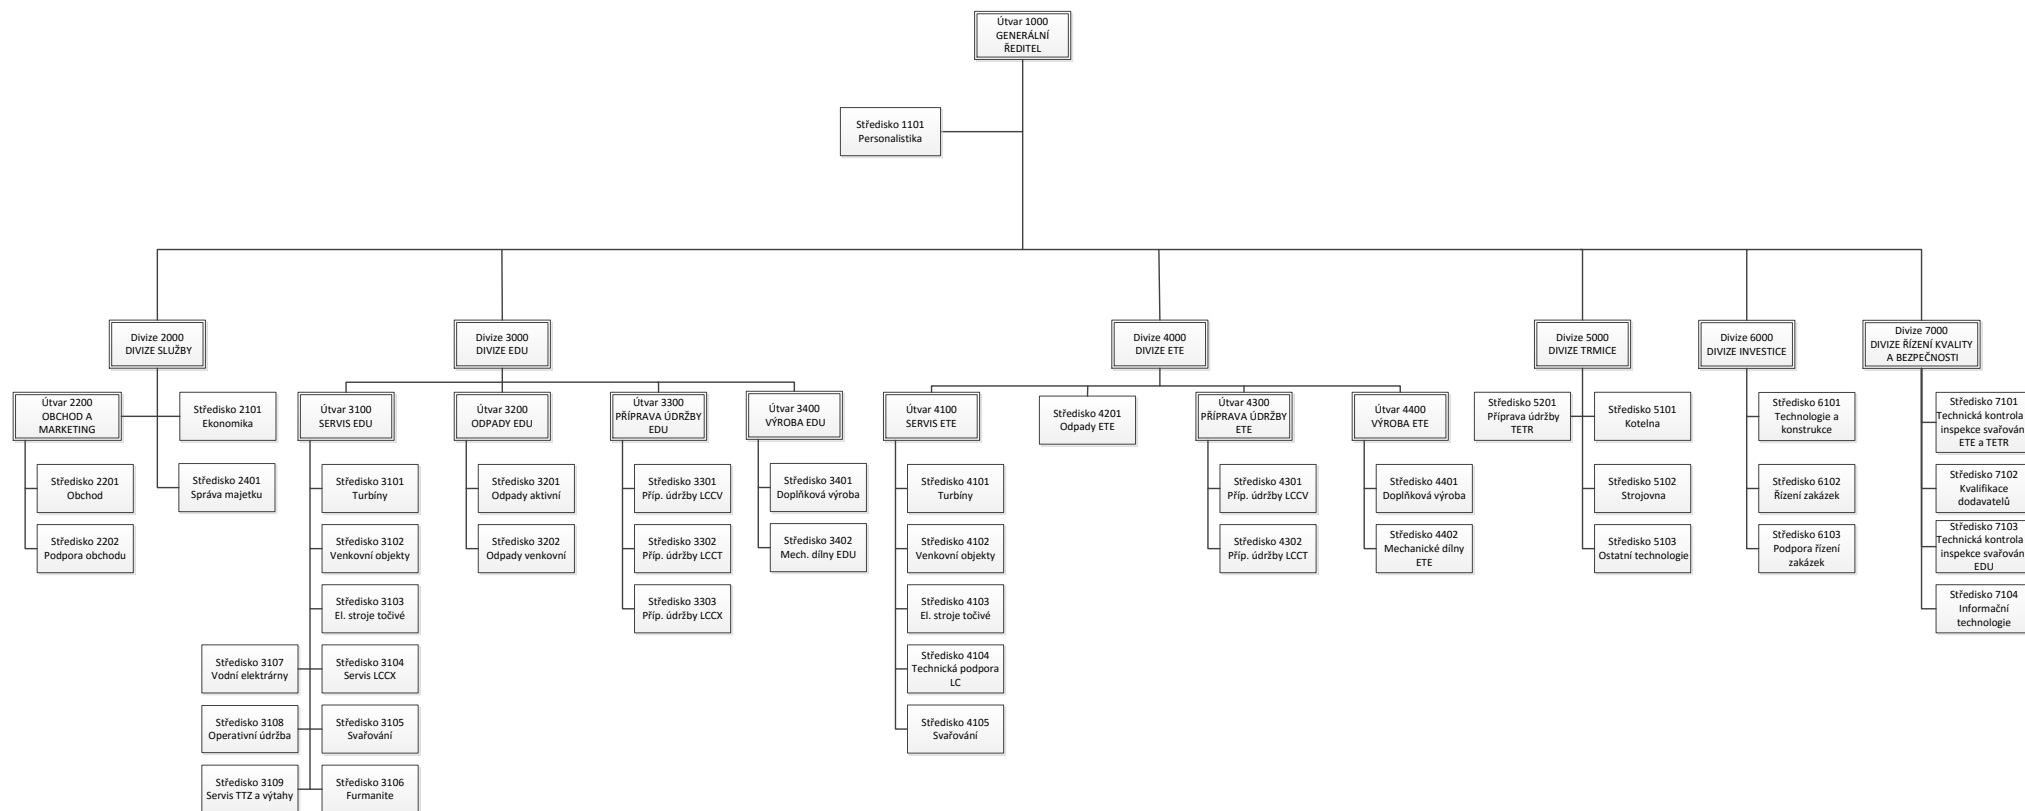 Útvar 1000
GENERÁLNÍ
ŘEDITEL
Středisko 1101
Personalistika
Divize 2000
DIVIZE SLUŽBY
Divize 3000
DIVIZE EDU
Divize 4000
DIVIZE ETE
Divize 5000
DIVIZE TRMICE
Divize 6000
DIVIZE INVESTICE
Divize 7000
DIVIZE ŘÍZENÍ KVALITY
A BEZPEČNOSTI
Útvar 2200
OBCHOD A
MARKETING
Středisko 2101
Ekonomika
Středisko 2201
Obchod
Středisko 2401
Správa majetku
Středisko 2202
Podpora obchodu
Útvar 3100
SERVIS EDU
Středisko 3101
Turbíny
Středisko 3102
Venkovní objekty
Středisko 3103
El. stroje točivé
Středisko 3107
Vodní elektrárny
Středisko 3104
Servis LCCX
Středisko 3108
Operativní údržba
Středisko 3105
Svařování
Středisko 3109
Servis TTZ a výtahy
Středisko 3106
Furmanite
Útvar 3200
ODPADY EDU
Středisko 3201
Odpady aktivní
Středisko 3202
Odpady venkovní
Útvar 3300
PŘÍPRAVA ÚDRŽBY
EDU
Středisko 3301
Příp. údržby LCCV
Středisko 3302
Příp. údržby LCCT
Středisko 3303
Příp. údržby LCCX
Útvar 3400
VÝROBA EDU
Středisko 3401
Doplňková výroba
Středisko 3402
Mech. dílny EDU
Útvar 4100
SERVIS ETE
Středisko 4101
Turbíny
Středisko 4102
Venkovní objekty
Středisko 4103
El. stroje točivé
Středisko 4104
Technická podpora
LC
Středisko 4105
Svařování
Středisko 4201
Odpady ETE
Útvar 4300
PŘÍPRAVA ÚDRŽBY
ETE
Středisko 4301
Příp. údržby LCCV
Středisko 4302
Příp. údržby LCCT
Útvar 4400
VÝROBA ETE
Středisko 4401
Doplňková výroba
Středisko 4402
Mechanické dílny
ETE
Středisko 5201
Příprava údržby
TETR
Středisko 5101
Kotelna
Středisko 5102
Strojovna
Středisko 5103
Ostatní technologie
Středisko 6101
Technologie a
konstrukce
Středisko 6102
Řízení zakázek
Středisko 6103
Podpora řízení
zakázek
Středisko 7101
Technická kontrola
inspekce svařován
ETE a TETR
Středisko 7102
Kvalifikace
dodavatelů
Středisko 7103
Technická kontrola
inspekce svařován
EDU
Středisko 7104
Informační
technologie